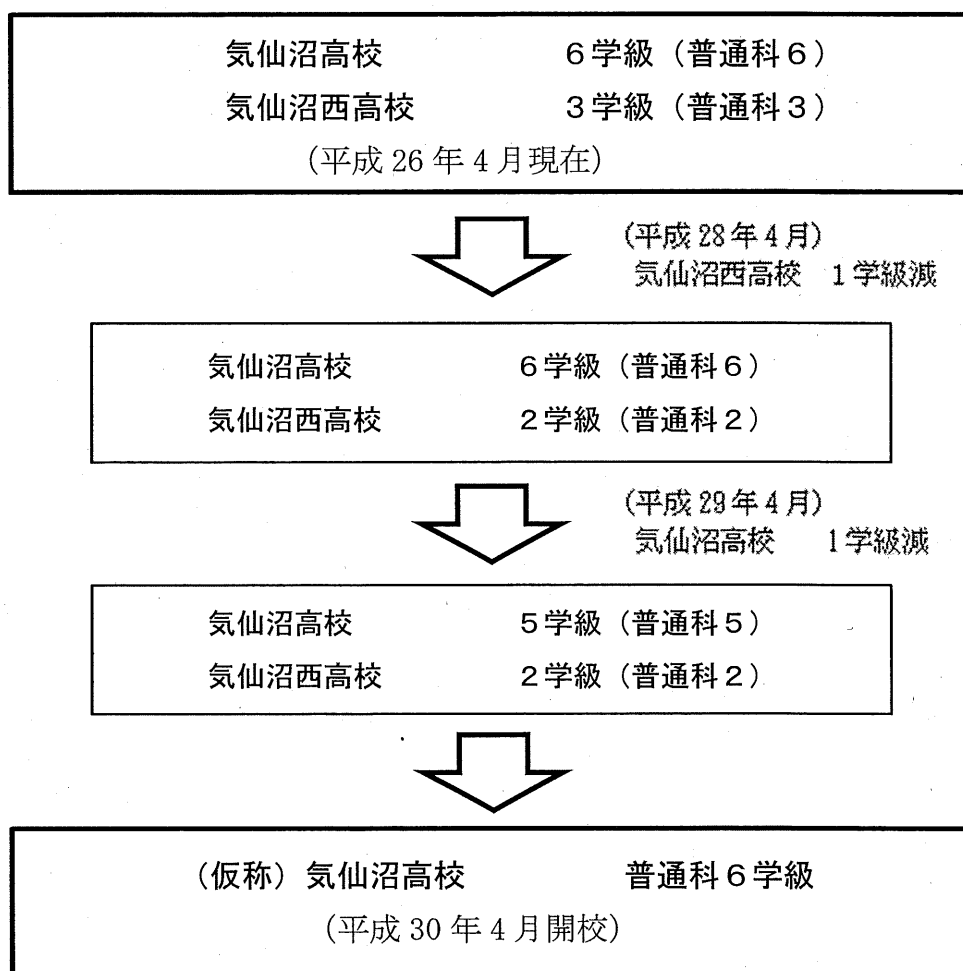 気仙沼高校 6学級（普通科6）
気仙沼西高校 3学級（普通科3）
（平成26年4月現在）
（平成28年4月）
気仙沼西高校 1学級減
気仙沼高校 6学級（普通科6）
気仙沼西高校 2学級（普通科2）
（平成29年4月）
気仙沼高校 1学級減
気仙沼高校 5学級（普通科5）
気仙沼西高校 2学級（普通科2）
（仮称）気仙沼高校 普通科6学級
（平成30年4月開校）